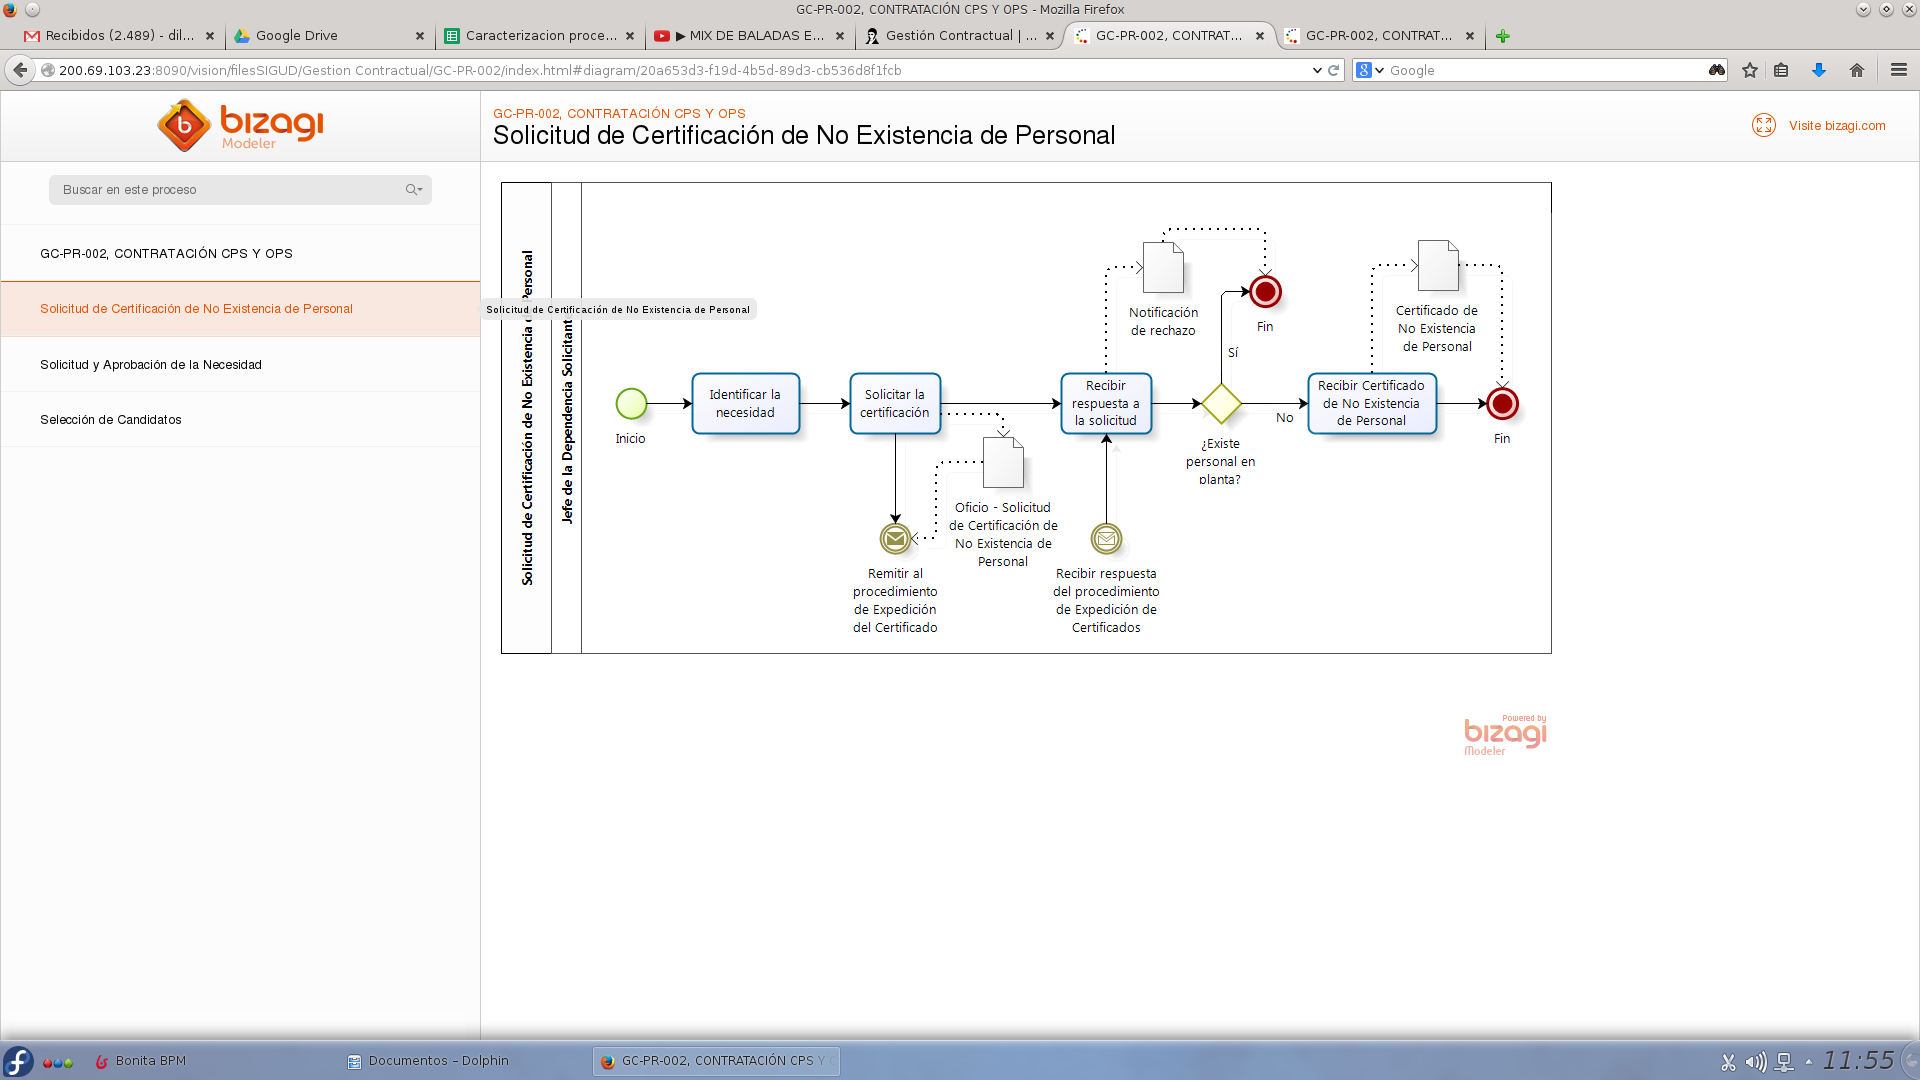 GC-PR-002, CONTRATACIÓN CPS Y OPS - Mozilla Firefox
Recibidos (2.489) - dil...
Google Drive
Caracterizacion proce...
▶ MIX DE BALADAS E...
Gestión Contractual | ...
GC-PR-002, CONTRAT...
GC-PR-002, CONTRAT...
200.69.103.23:8090/vision/filesSIGUD/Gestion Contractual/GC-PR-002/index.html#diagram/20a653d3-f19d-4b5d-89d3-cb536d8f1fcb
Google
bizagi
Modeler
GC-PR-002, CONTRATACIÓN CPS Y OPS
Solicitud de Certificación de No Existencia de Personal
Visite bizagi.com
Buscar en este proceso
GC-PR-002, CONTRATACIÓN CPS Y OPS
Solicitud de Certificación de No Existencia de Personal
Solicitud y Aprobación de la Necesidad
Selección de Candidatos
Solicitud de Certificación de No Existencia de Personal
Solicitud de Certificación de No Existencia de Personal
Jefe de la Dependencia Solicitante
Inicio
Identificar la
necesidad
Solicitar la
certificación
Oficio - Solicitud
de Certificación de
No Existencia de
Personal
Remitir al
procedimiento
de Expedición
del Certificado
Recibir
respuesta a
la solicitud
Recibir respuesta
del procedimiento
de Expedición de
Certificados
Notificación
de rechazo
Fin
Sí
¿Existe
personal en
planta?
No
Recibir Certificado
de No Existencia
de Personal
Certificado de
No Existencia
de Personal
Fin
Powered by
bizagi
Modeler
Bonita BPM
Documentos – Dolphin
GC-PR-002, CONTRATACIÓN CPS Y
11:55